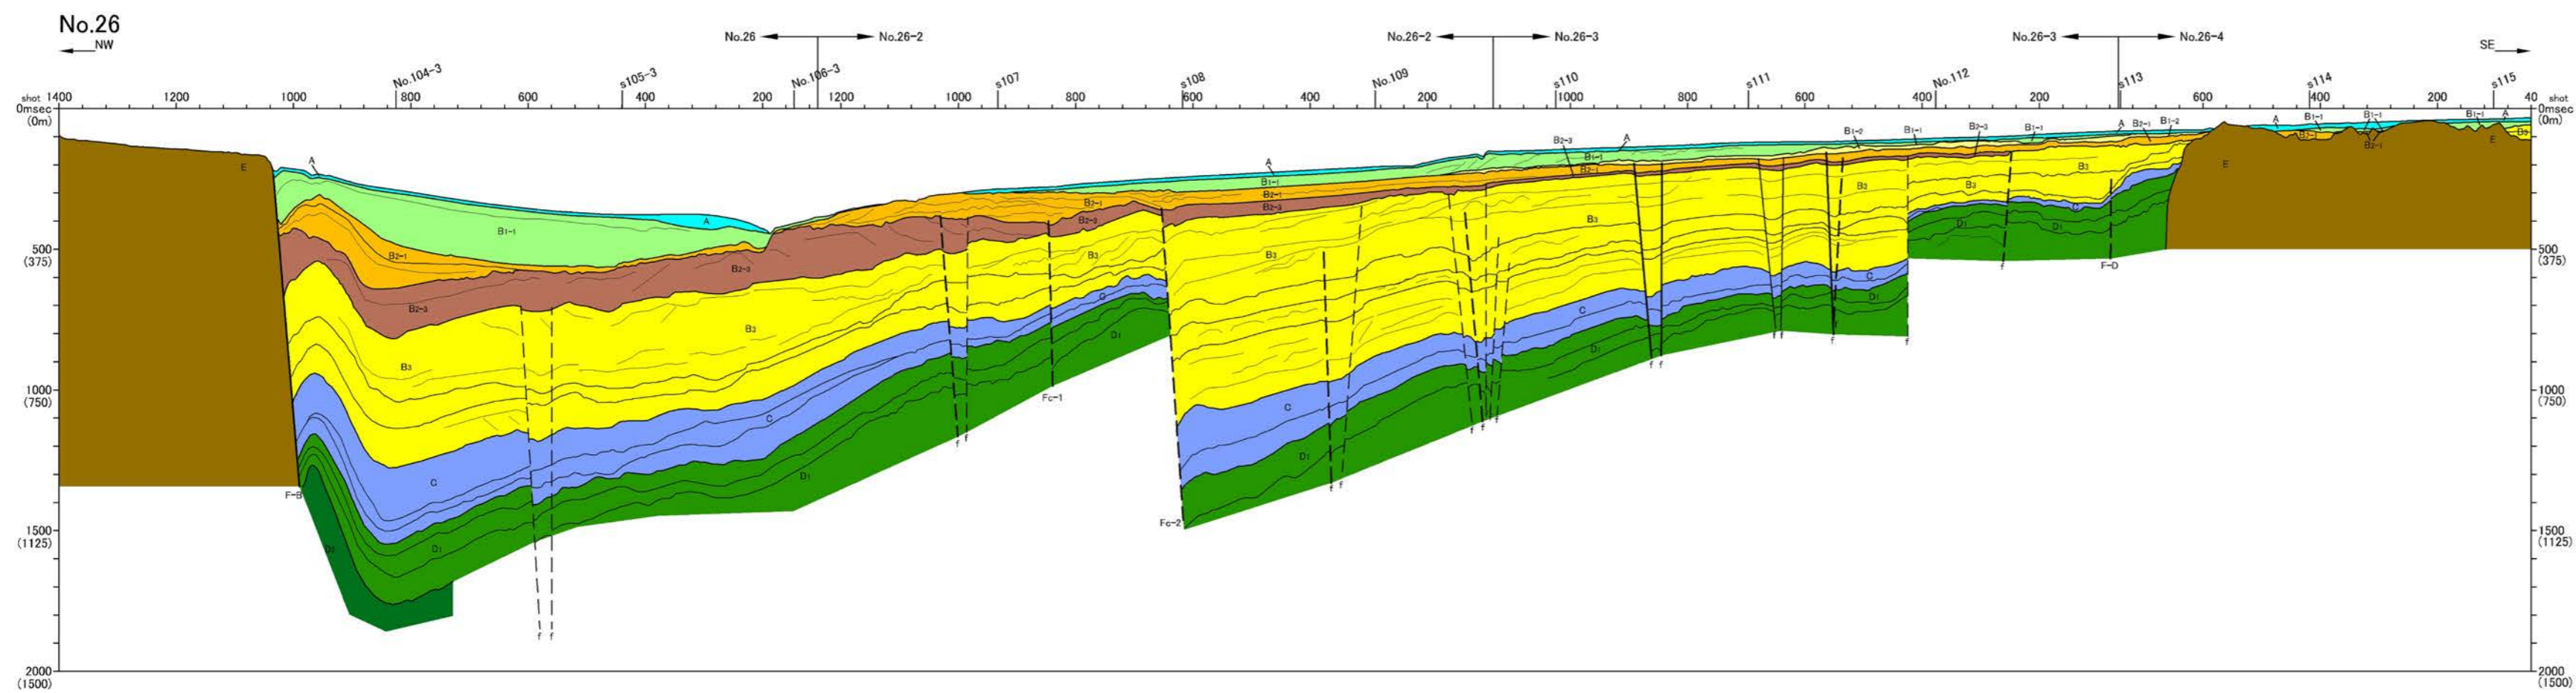 No.26
NW
No.26 No.26-2
No.26-2 No.26-3
No.26-3 No.26-4
SE
No.104-3 s105-3 No.106-3 s107 s108 No.109 s110 s111 No.112 s113 s114 s115
shot 1400 1200 1000 800 600 400 200 1200 1000 800 600 400 200 1000 800 600 400 200 600 400 200 40 shot
0msec 0msec
(0m) (0m)
A A A A A A B1-1 B1-1 B1-1 A
B2-3 B1-2 B1-1 B2-3 B1-1 B2-1 B1-2
E A B1-1 B1-1 B2-1 B2-1 B2-1 B3
B2-1 B2-3 B3 B3 B3 E E
B1-1 A B2-1 B2-3 B3 B3 C
500 B2-1 B2-3 B3 B3 D1 D1 500
(375) (375)
f F-D
B2-3 B3 C C C D1
B3 D1 D1 f f f f f f
1000 1000
(750) Fc-1 (750)
C C f f f f f
C D1 D1
F-B f f
1500 Fc-2 1500
(1125) D2 D1 (1125)
f f
2000 2000
(1500) (1500)